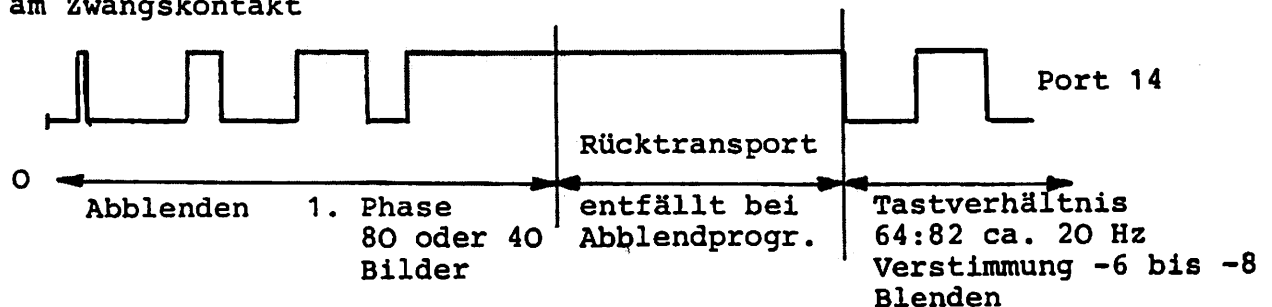 am Zwangskontakt
Port 14
Rücktransport
O
Abblenden 1. Phase
80 oder 40
Bilder
entfällt bei
Abblendprogr.
Tastverhältnis
64:82 ca. 20 Hz
Verstimmung -6 bis -8
Blenden